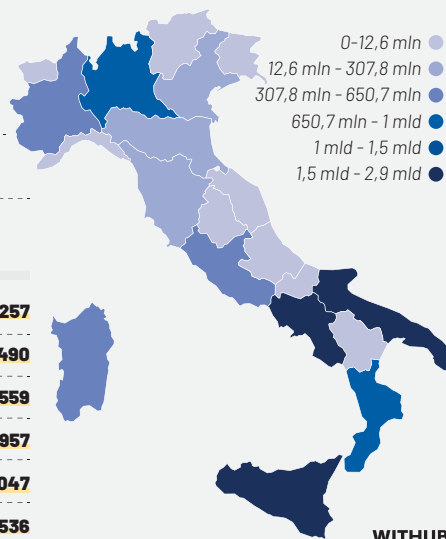 0-12,6 mln
12,6 mln - 307,8 mln
307,8 mln - 650,7 mln
650,7 mln - 1 mld
1 mld - 1,5 mld
1,5 mld - 2,9 mld
257
490
559
957
047
536
WITHUB